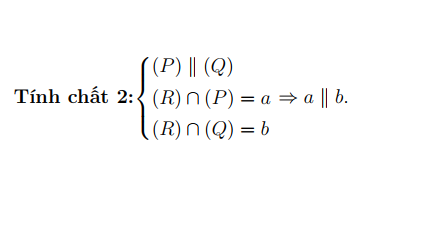 (P) ∥ (Q)
Tính chất 2: { (R) ∩ (P) = a ⇒ a ∥ b.
(R) ∩ (Q) = b